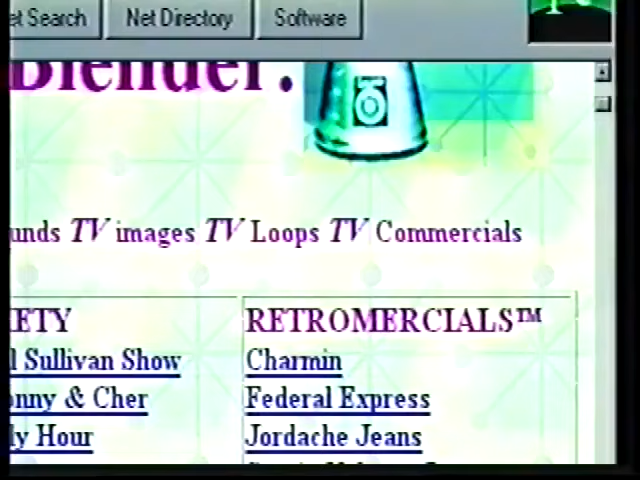 et Search Net Directory Software
Blender.
unds TV images TV Loops TV Commercials
IETY RETROMERCIALS™
l Sullivan Show Charmin
onny & Cher Federal Express
ly Hour Jordache Jeans